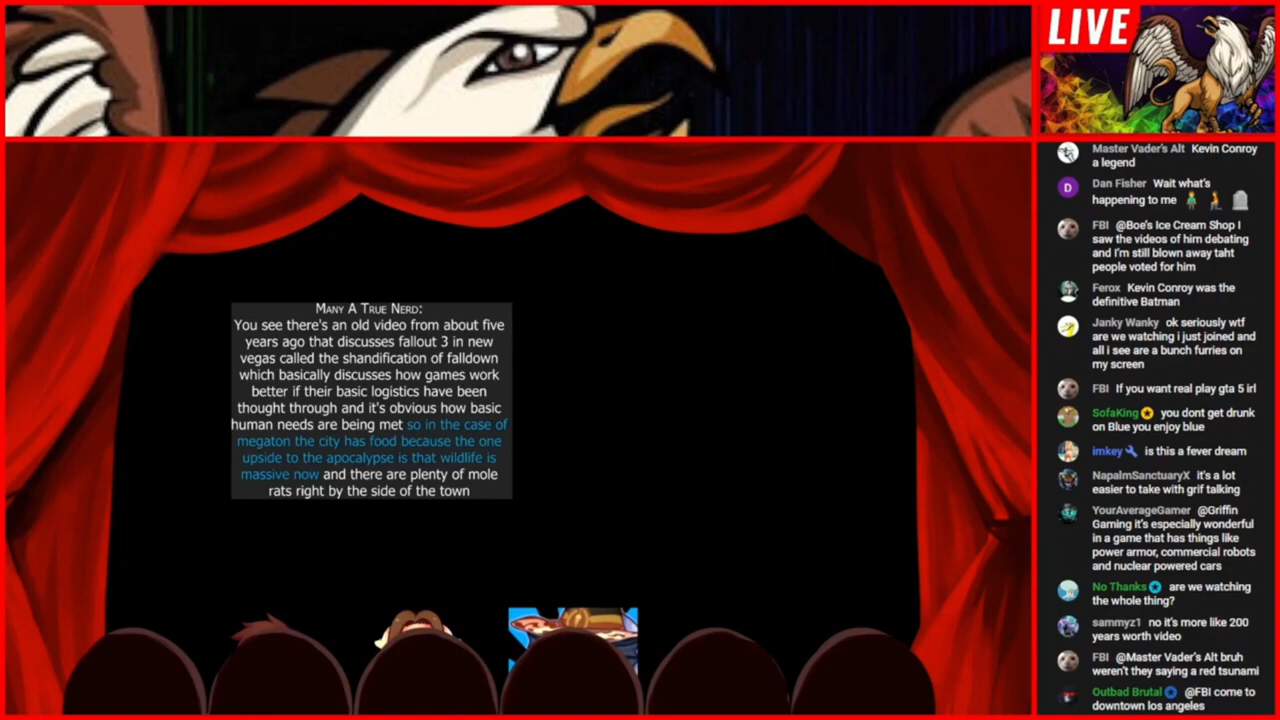 LIVE
MANY A TRUE NERD:
You see there's an old video from about five
years ago that discusses fallout 3 in new
vegas called the shandification of falldown
which basically discusses how games work
better if their basic logistics have been
thought through and it's obvious how basic
human needs are being met so in the case of
megaton the city has food because the one
upside to the apocalypse is that wildlife is
massive now and there are plenty of mole
rats right by the side of the town
Master Vader's Alt Kevin Conroy
a legend
D
Dan Fisher Wait what's
happening to me
FBI @Boe's Ice Cream Shop I
saw the videos of him debating
and I'm still blown away taht
people voted for him
Ferox Kevin Conroy was the
definitive Batman
Janky Wanky ok seriously wtf
are we watching i just joined and
all i see are a bunch furries on
my screen
FBI If you want real play gta 5 irl
SofaKing you dont get drunk
on Blue you enjoy blue
imkey is this a fever dream
NapalmSanctuaryX it's a lot
easier to take with grif talking
YourAverageGamer @Griffin
Gaming it's especially wonderful
in a game that has things like
power armor, commercial robots
and nuclear powered cars
No Thanks are we watching
the whole thing?
sammyz1 no it's more like 200
years worth video
FBI @Master Vader's Alt bruh
weren't they saying a red tsunami
Outbad Brutal @FBI come to
downtown los angeles